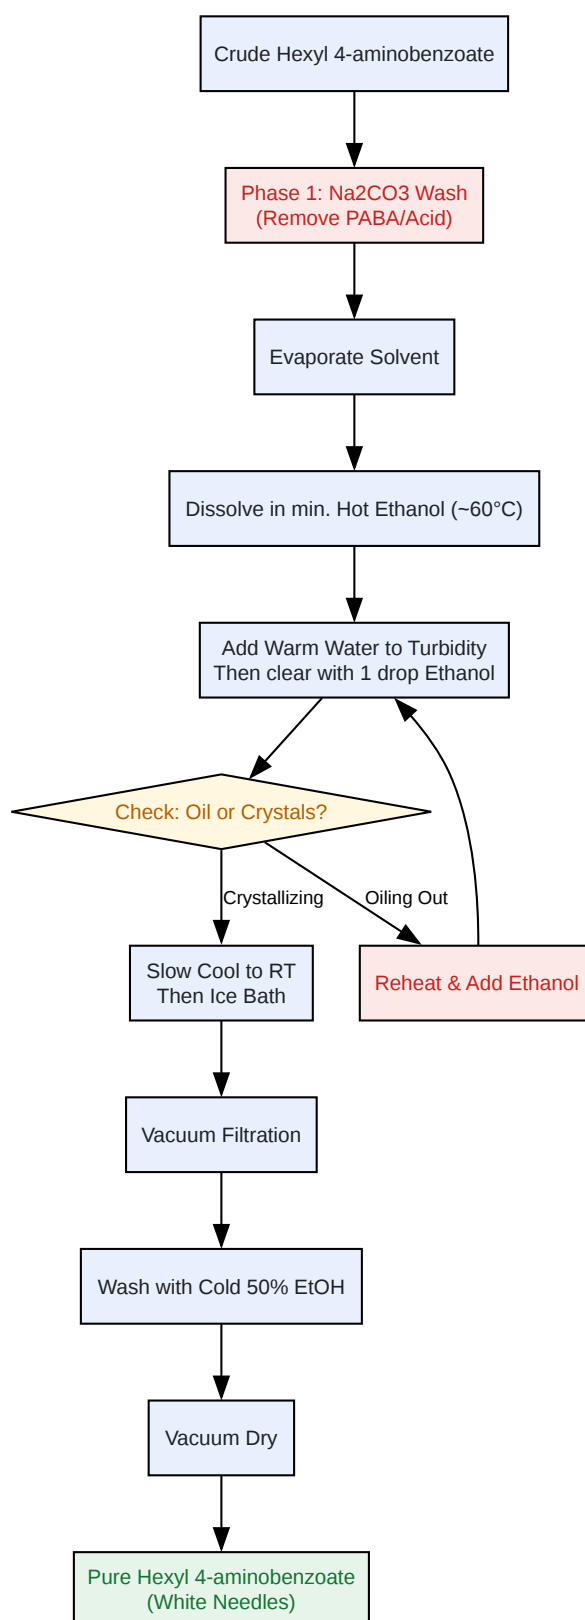 Crude Hexyl 4-aminobenzoate
Phase 1: Na2CO3 Wash
(Remove PABA/Acid)
Evaporate Solvent
Dissolve in min. Hot Ethanol (~60°C)
Add Warm Water to Turbidity
Then clear with 1 drop Ethanol
Check: Oil or Crystals?
Crystallizing
Oiling Out
Slow Cool to RT
Then Ice Bath
Reheat & Add Ethanol
Vacuum Filtration
Wash with Cold 50% EtOH
Vacuum Dry
Pure Hexyl 4-aminobenzoate
(White Needles)